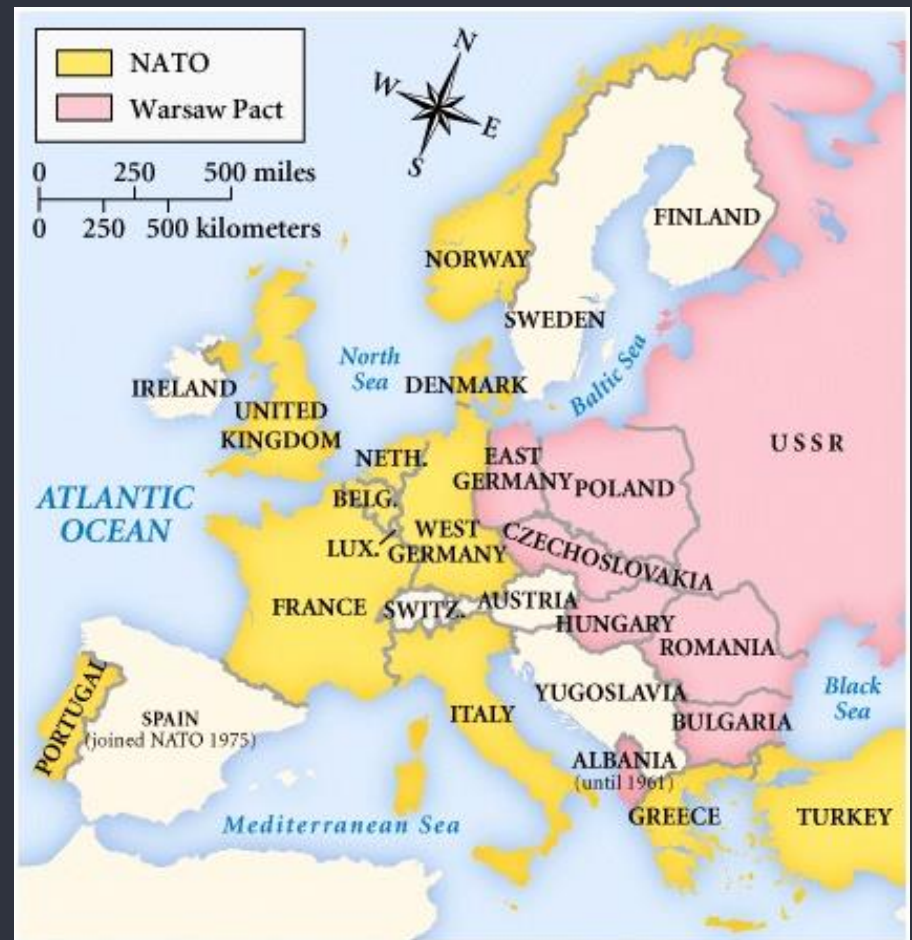 NATO
Warsaw Pact
N
W
E
S
0 250 500 miles
0 250 500 kilometers
FINLAND
NORWAY
SWEDEN
North
Sea
DENMARK
Baltic Sea
IRELAND
UNITED
KINGDOM
USSR
NETH.
EAST
GERMANY
POLAND
BELG.
ATLANTIC
OCEAN
WEST
GERMANY
LUX.
CZECHOSLOVAKIA
FRANCE
SWITZ.
AUSTRIA
HUNGARY
ROMANIA
PORTUGAL
SPAIN
(joined NATO 1975)
ITALY
YUGOSLAVIA
Black
Sea
BULGARIA
ALBANIA
(until 1961)
Mediterranean Sea
GREECE
TURKEY